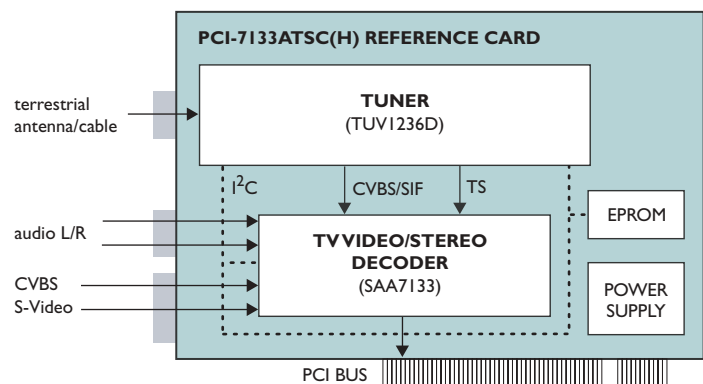 PCI-7133ATSC(H) REFERENCE CARD
TUNER
(TUV1236D)
terrestrial
antenna/cable
I²C
CVBS/SIF
TS
EPROM
audio L/R
TV VIDEO/STEREO
DECODER
(SAA7133)
CVBS
S-Video
POWER
SUPPLY
PCI BUS